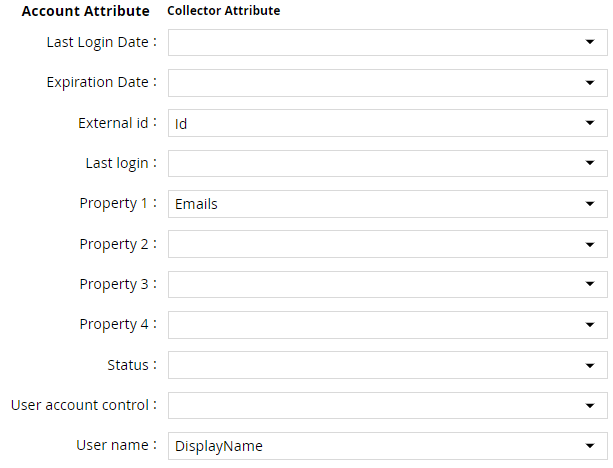 Account Attribute Collector Attribute
Last Login Date :
Expiration Date :
External id : Id
Last login :
Property 1 : Emails
Property 2 :
Property 3 :
Property 4 :
Status :
User account control :
User name : DisplayName